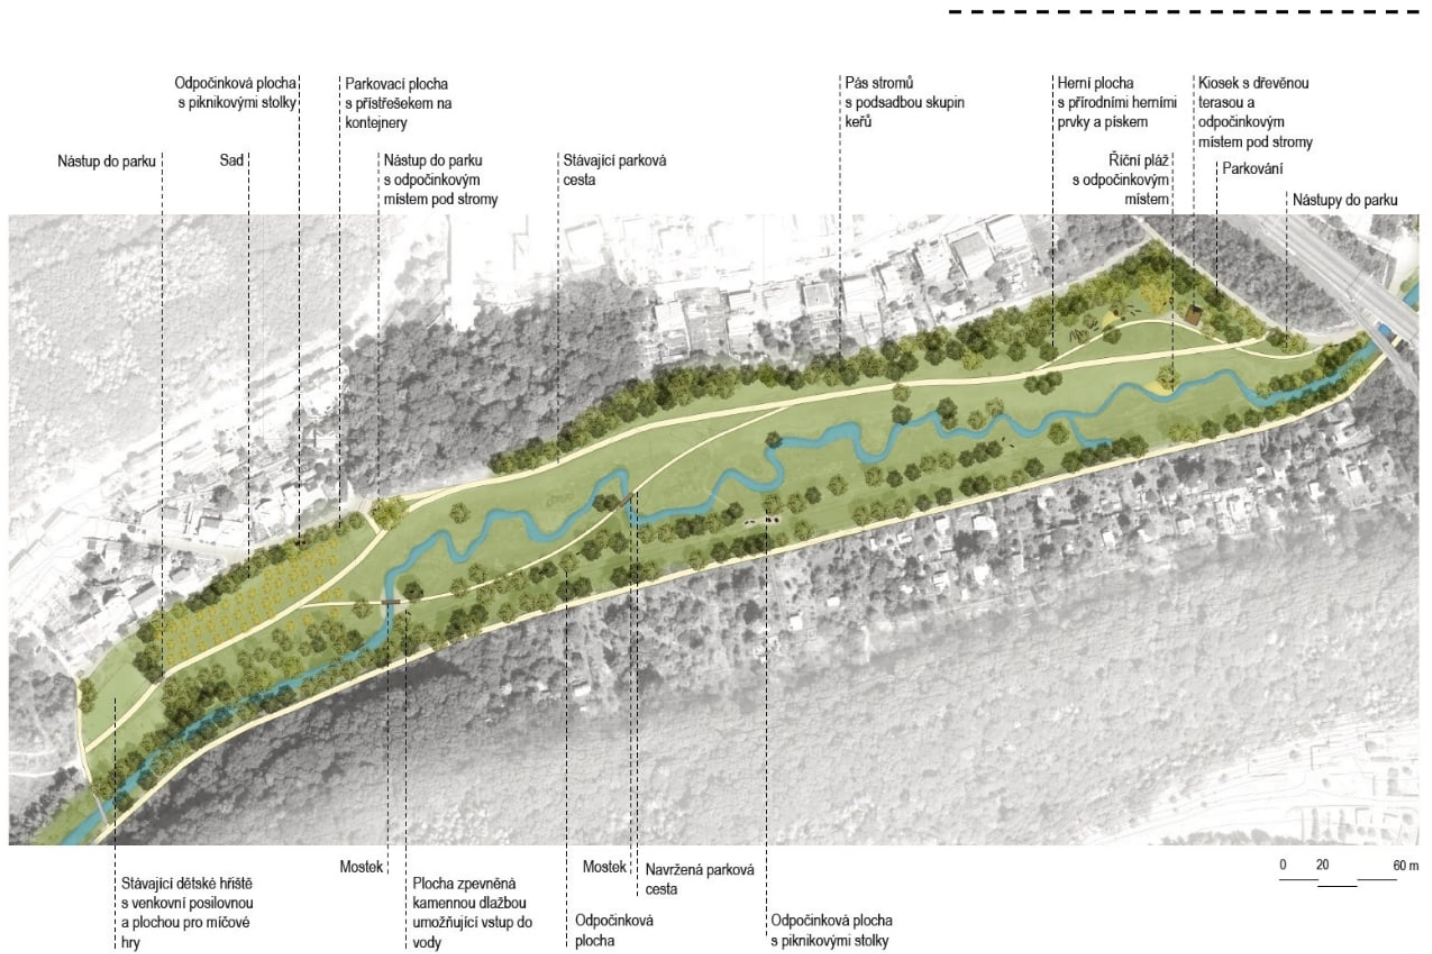 Odpočinková plocha
s piknikovými stolky
Parkovací plocha
s přístřešekem na
kontejnery
Pás stromů
s podsadbou skupin
keřů
Herní plocha
s přírodními herními
prvky a pískem
Kiosek s dřevěnou
terasou a
odpočinkovým
místem pod stromy
Nástup do parku
Sad
Nástup do parku
s odpočinkovým
místem pod stromy
Stávající parková
cesta
Říční pláž
s odpočinkovým
místem
Parkování
Nástupy do parku
Mostek
Mostek
Navržená parková
cesta
0 20 60 m
Stávající dětské hřiště
s venkovní posilovnou
a plochou pro míčové
hry
Plocha zpevněná
kamennou dlažbou
umožňující vstup do
vody
Odpočinková
plocha
Odpočinková plocha
s piknikovými stolky